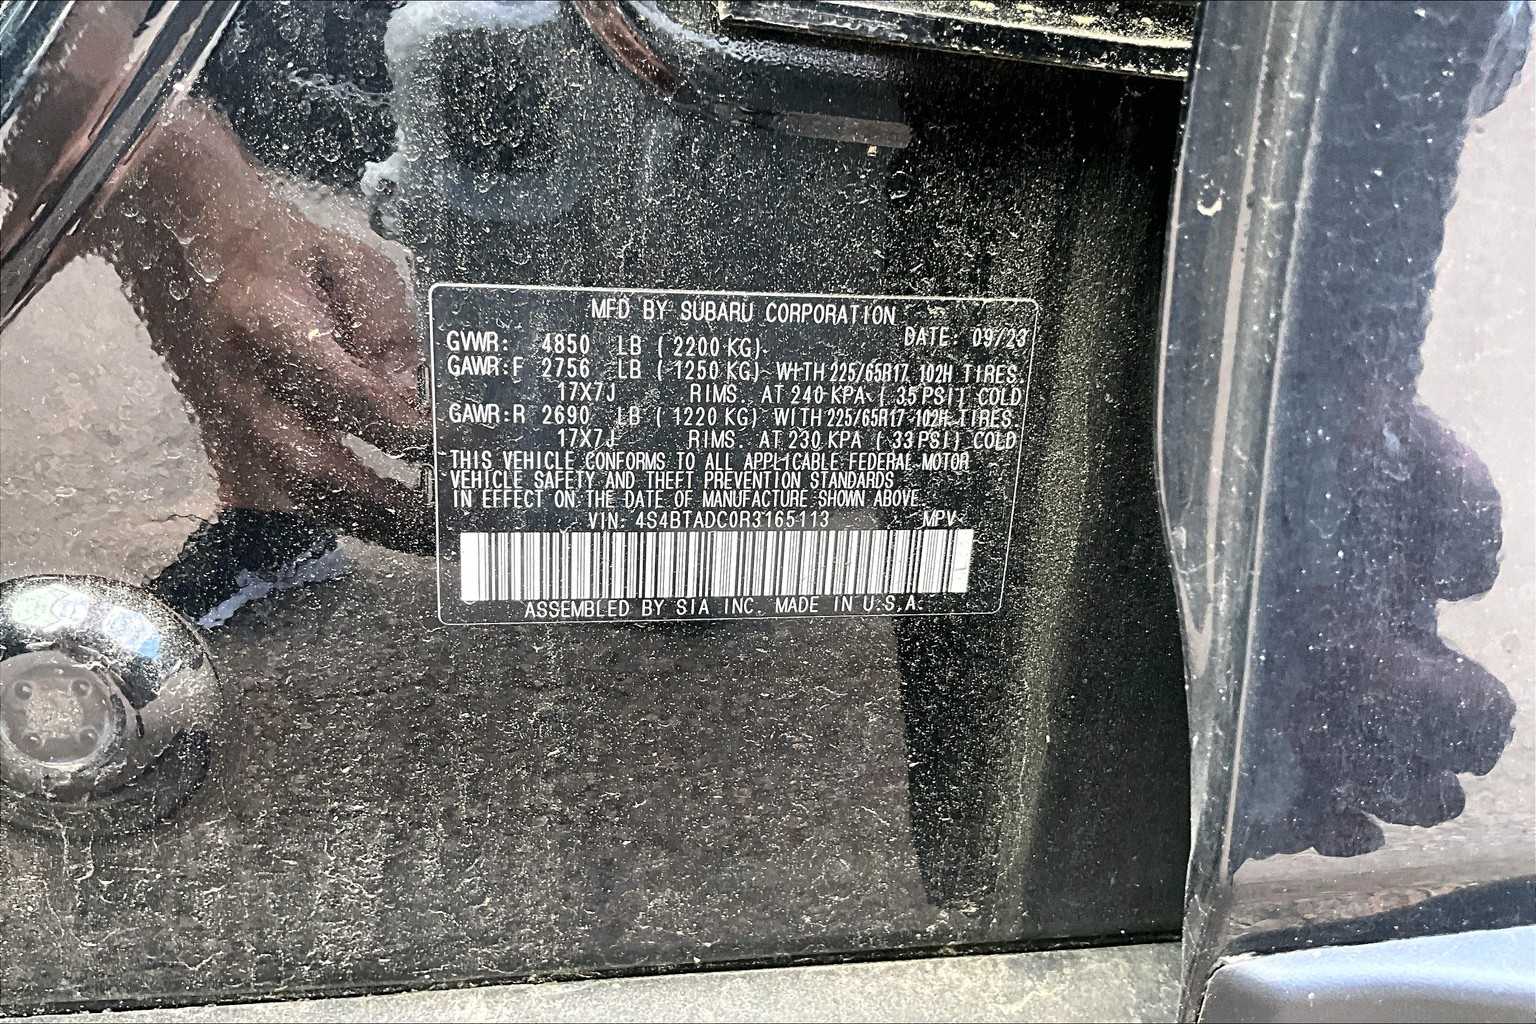 MFD BY SUBARU CORPORATION
DATE: 09/23
GVWR: 4850 LB (2200 KG)
GAWR:F 2756 LB (1250 KG) WITH 225/65R17 102H TIRES
17X7J RIMS. AT 240 KPA (35 PSI) COLD
GAWR:R 2690 LB (1220 KG) WITH 225/65R17 102H TIRES
17X7J RIMS. AT 230 KPA (33 PSI) COLD
THIS VEHICLE CONFORMS TO ALL APPLICABLE FEDERAL MOTOR
VEHICLE SAFETY AND THEFT PREVENTION STANDARDS
IN EFFECT ON THE DATE OF MANUFACTURE SHOWN ABOVE.
VIN: 4S4BTADC0R3165113 MPV
ASSEMBLED BY SIA INC. MADE IN U.S.A.